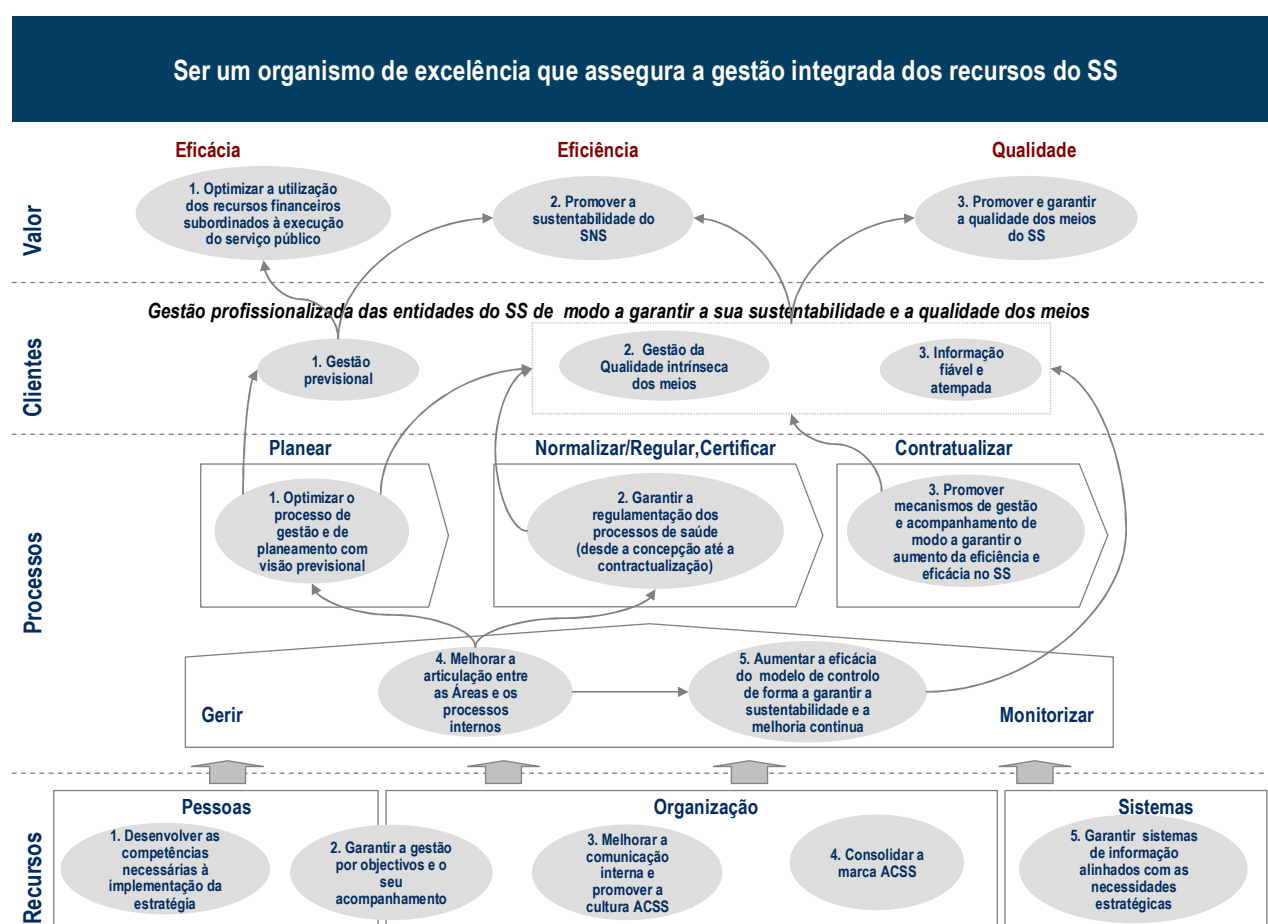 Ser um organismo de excelência que assegura a gestão integrada dos recursos do SS
Eficácia
Eficiência
Qualidade
Valor
1. Optimizar a utilização
dos recursos financeiros
subordinados à execução
do serviço público
2. Promover a
sustentabilidade do
SNS
3. Promover e garantir
a qualidade dos meios
do SS
Gestão profissionalizada das entidades do SS de modo a garantir a sua sustentabilidade e a qualidade dos meios
Clientes
1. Gestão
previsional
2. Gestão da
Qualidade intrínseca
dos meios
3. Informação
fiável e
atempada
Processos
Planear
Normalizar/Regular,Certificar
Contratualizar
1. Optimizar o
processo de
gestão e de
planeamento com
visão previsional
2. Garantir a
regulamentação dos
processos de saúde
(desde a concepção até a
contractualização)
3. Promover
mecanismos de gestão
e acompanhamento de
modo a garantir o
aumento da eficiência e
eficácia no SS
4. Melhorar a
articulação entre
as Áreas e os
processos
internos
5. Aumentar a eficácia
do modelo de controlo
de forma a garantir a
sustentabilidade e a
melhoria continua
Gerir
Monitorizar
Recursos
Pessoas
Organização
Sistemas
1. Desenvolver as
competências
necessárias à
implementação da
estratégia
2. Garantir a gestão
por objectivos e o
seu
acompanhamento
3. Melhorar a
comunicação
interna e
promover a
cultura ACSS
4. Consolidar a
marca ACSS
5. Garantir sistemas
de informação
alinhados com as
necessidades
estratégicas